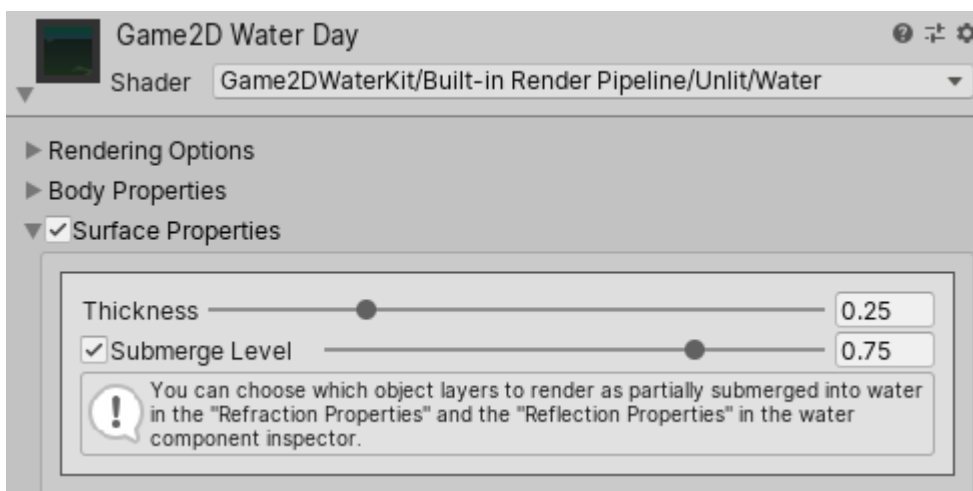 Game2D Water Day
Shader Game2DWaterKit/Built-in Render Pipeline/Unlit/Water
Rendering Options
Body Properties
Surface Properties
Thickness 0.25
Submerge Level 0.75
You can choose which object layers to render as partially submerged into water
in the "Refraction Properties" and the "Reflection Properties" in the water
component inspector.